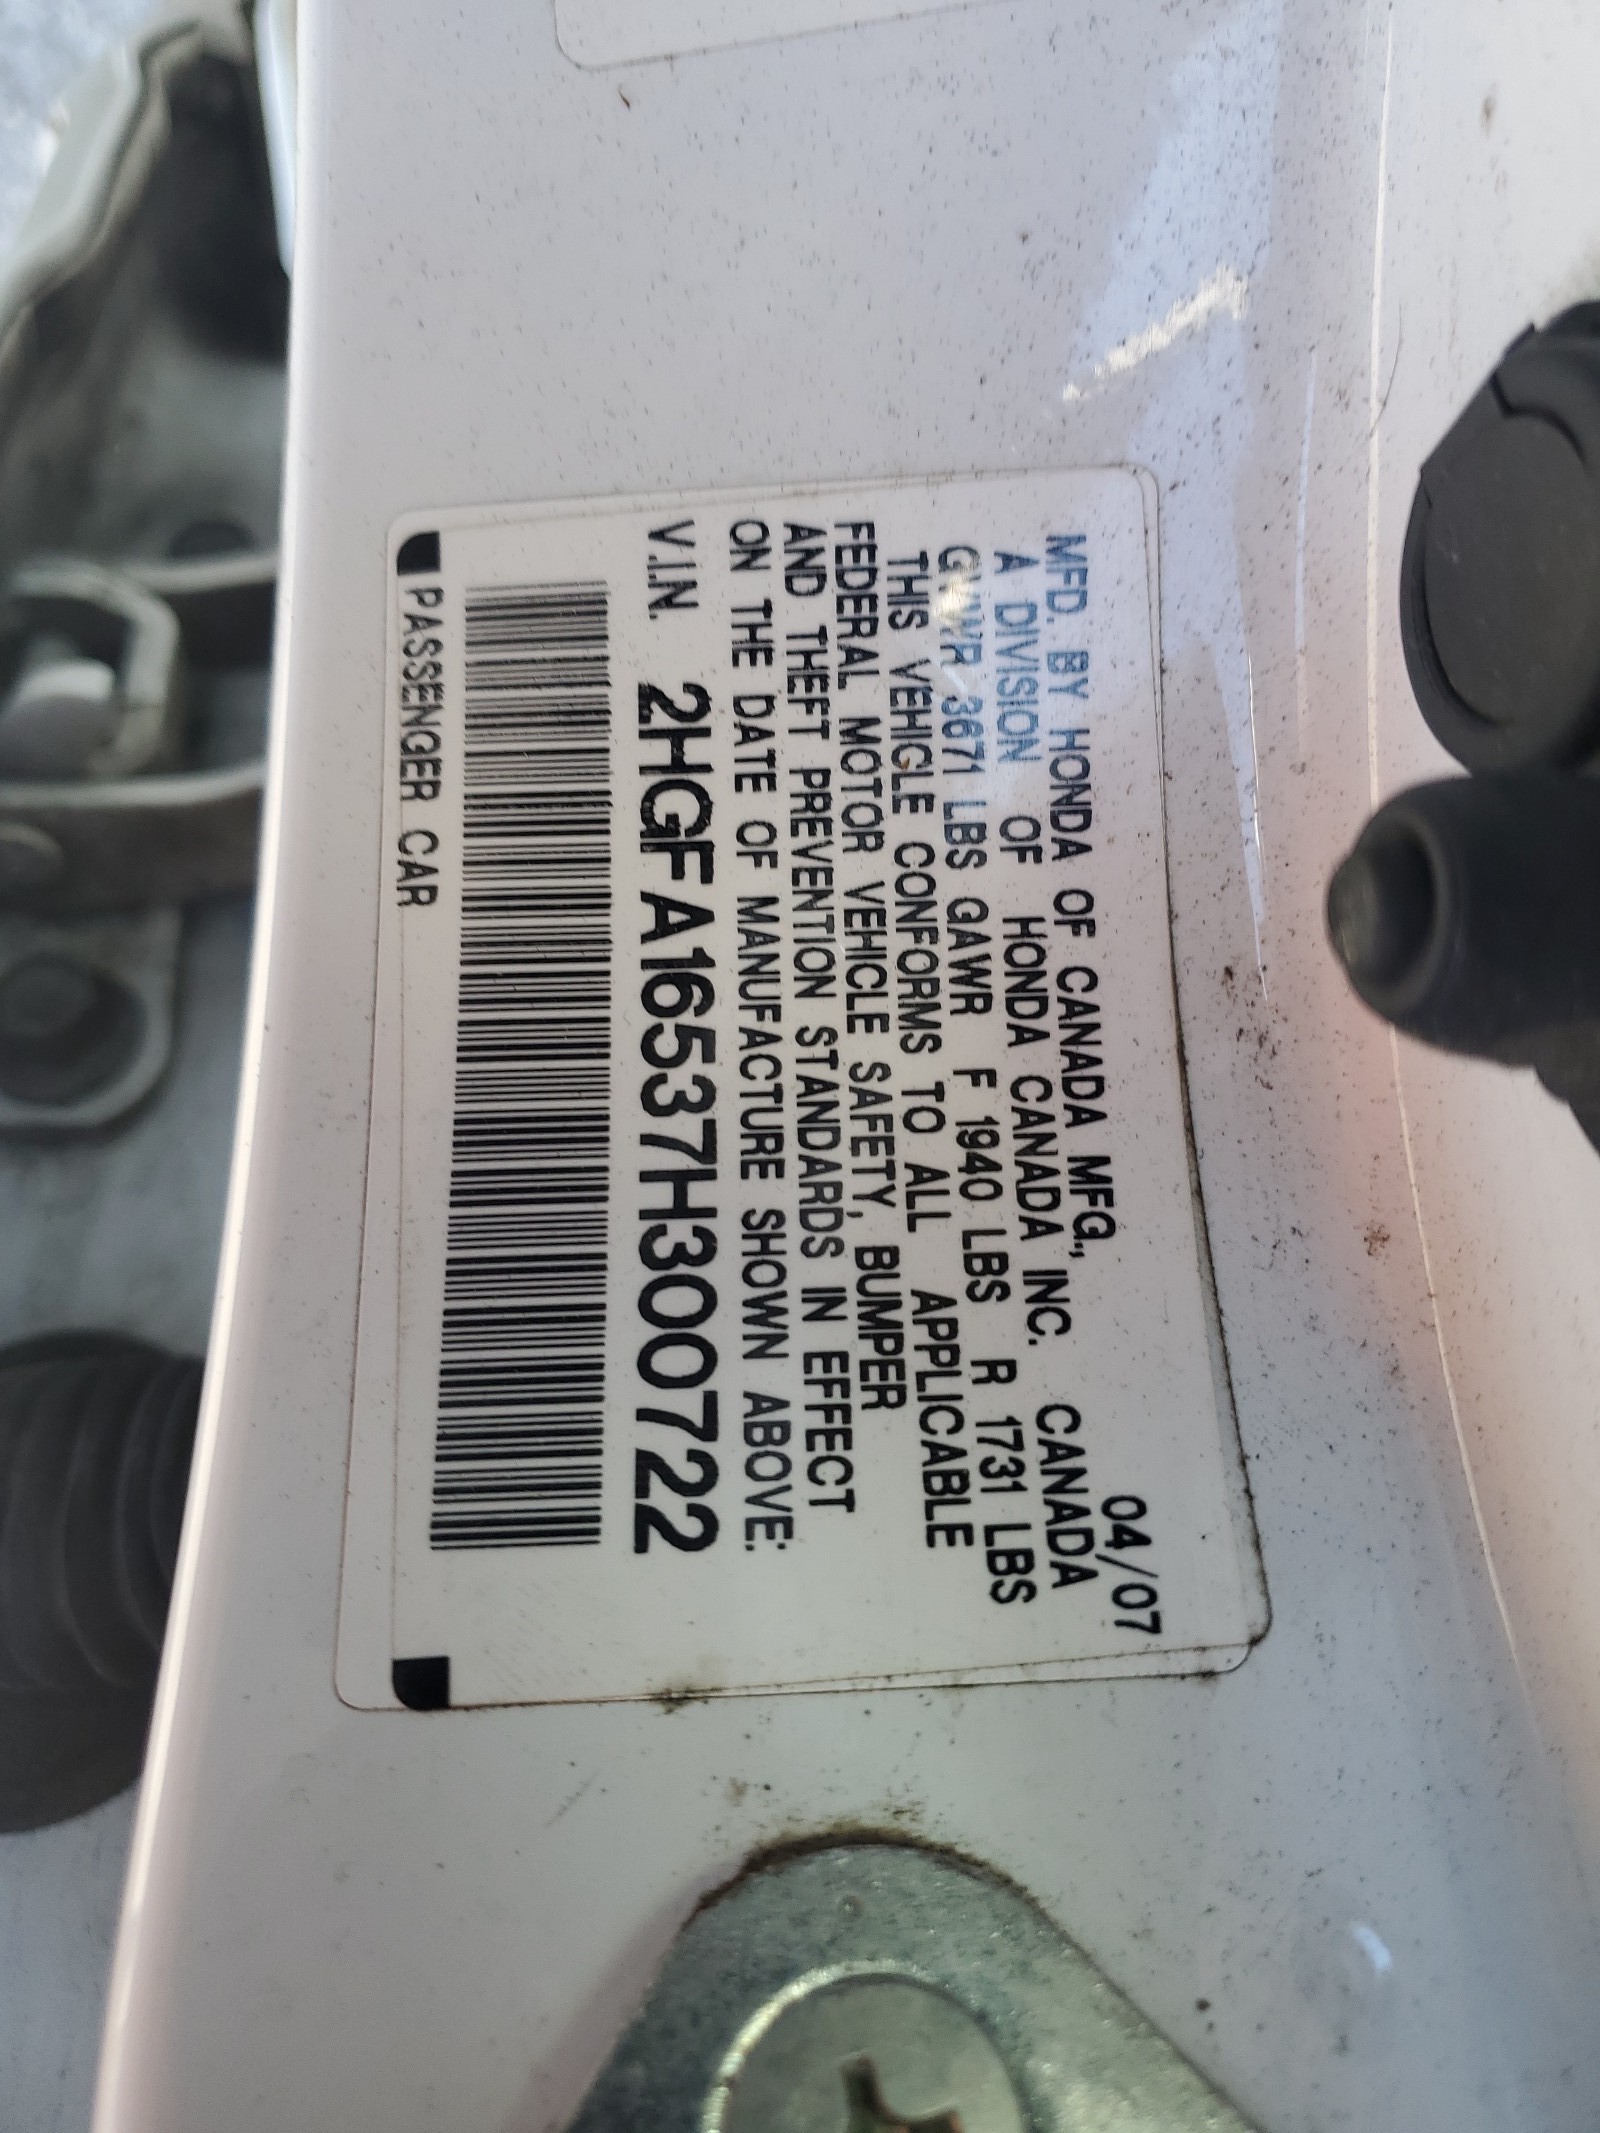 04/07
MFD. BY HONDA OF CANADA MFG.,
A DIVISION OF HONDA CANADA INC. CANADA
GVWR 3671 LBS GAWR F 1940 LBS R 1731 LBS
THIS VEHICLE CONFORMS TO ALL APPLICABLE
FEDERAL MOTOR VEHICLE SAFETY, BUMPER
AND THEFT PREVENTION STANDARDS IN EFFECT
ON THE DATE OF MANUFACTURE SHOWN ABOVE:
V.I.N. 2HGFA16537H300722
PASSENGER CAR